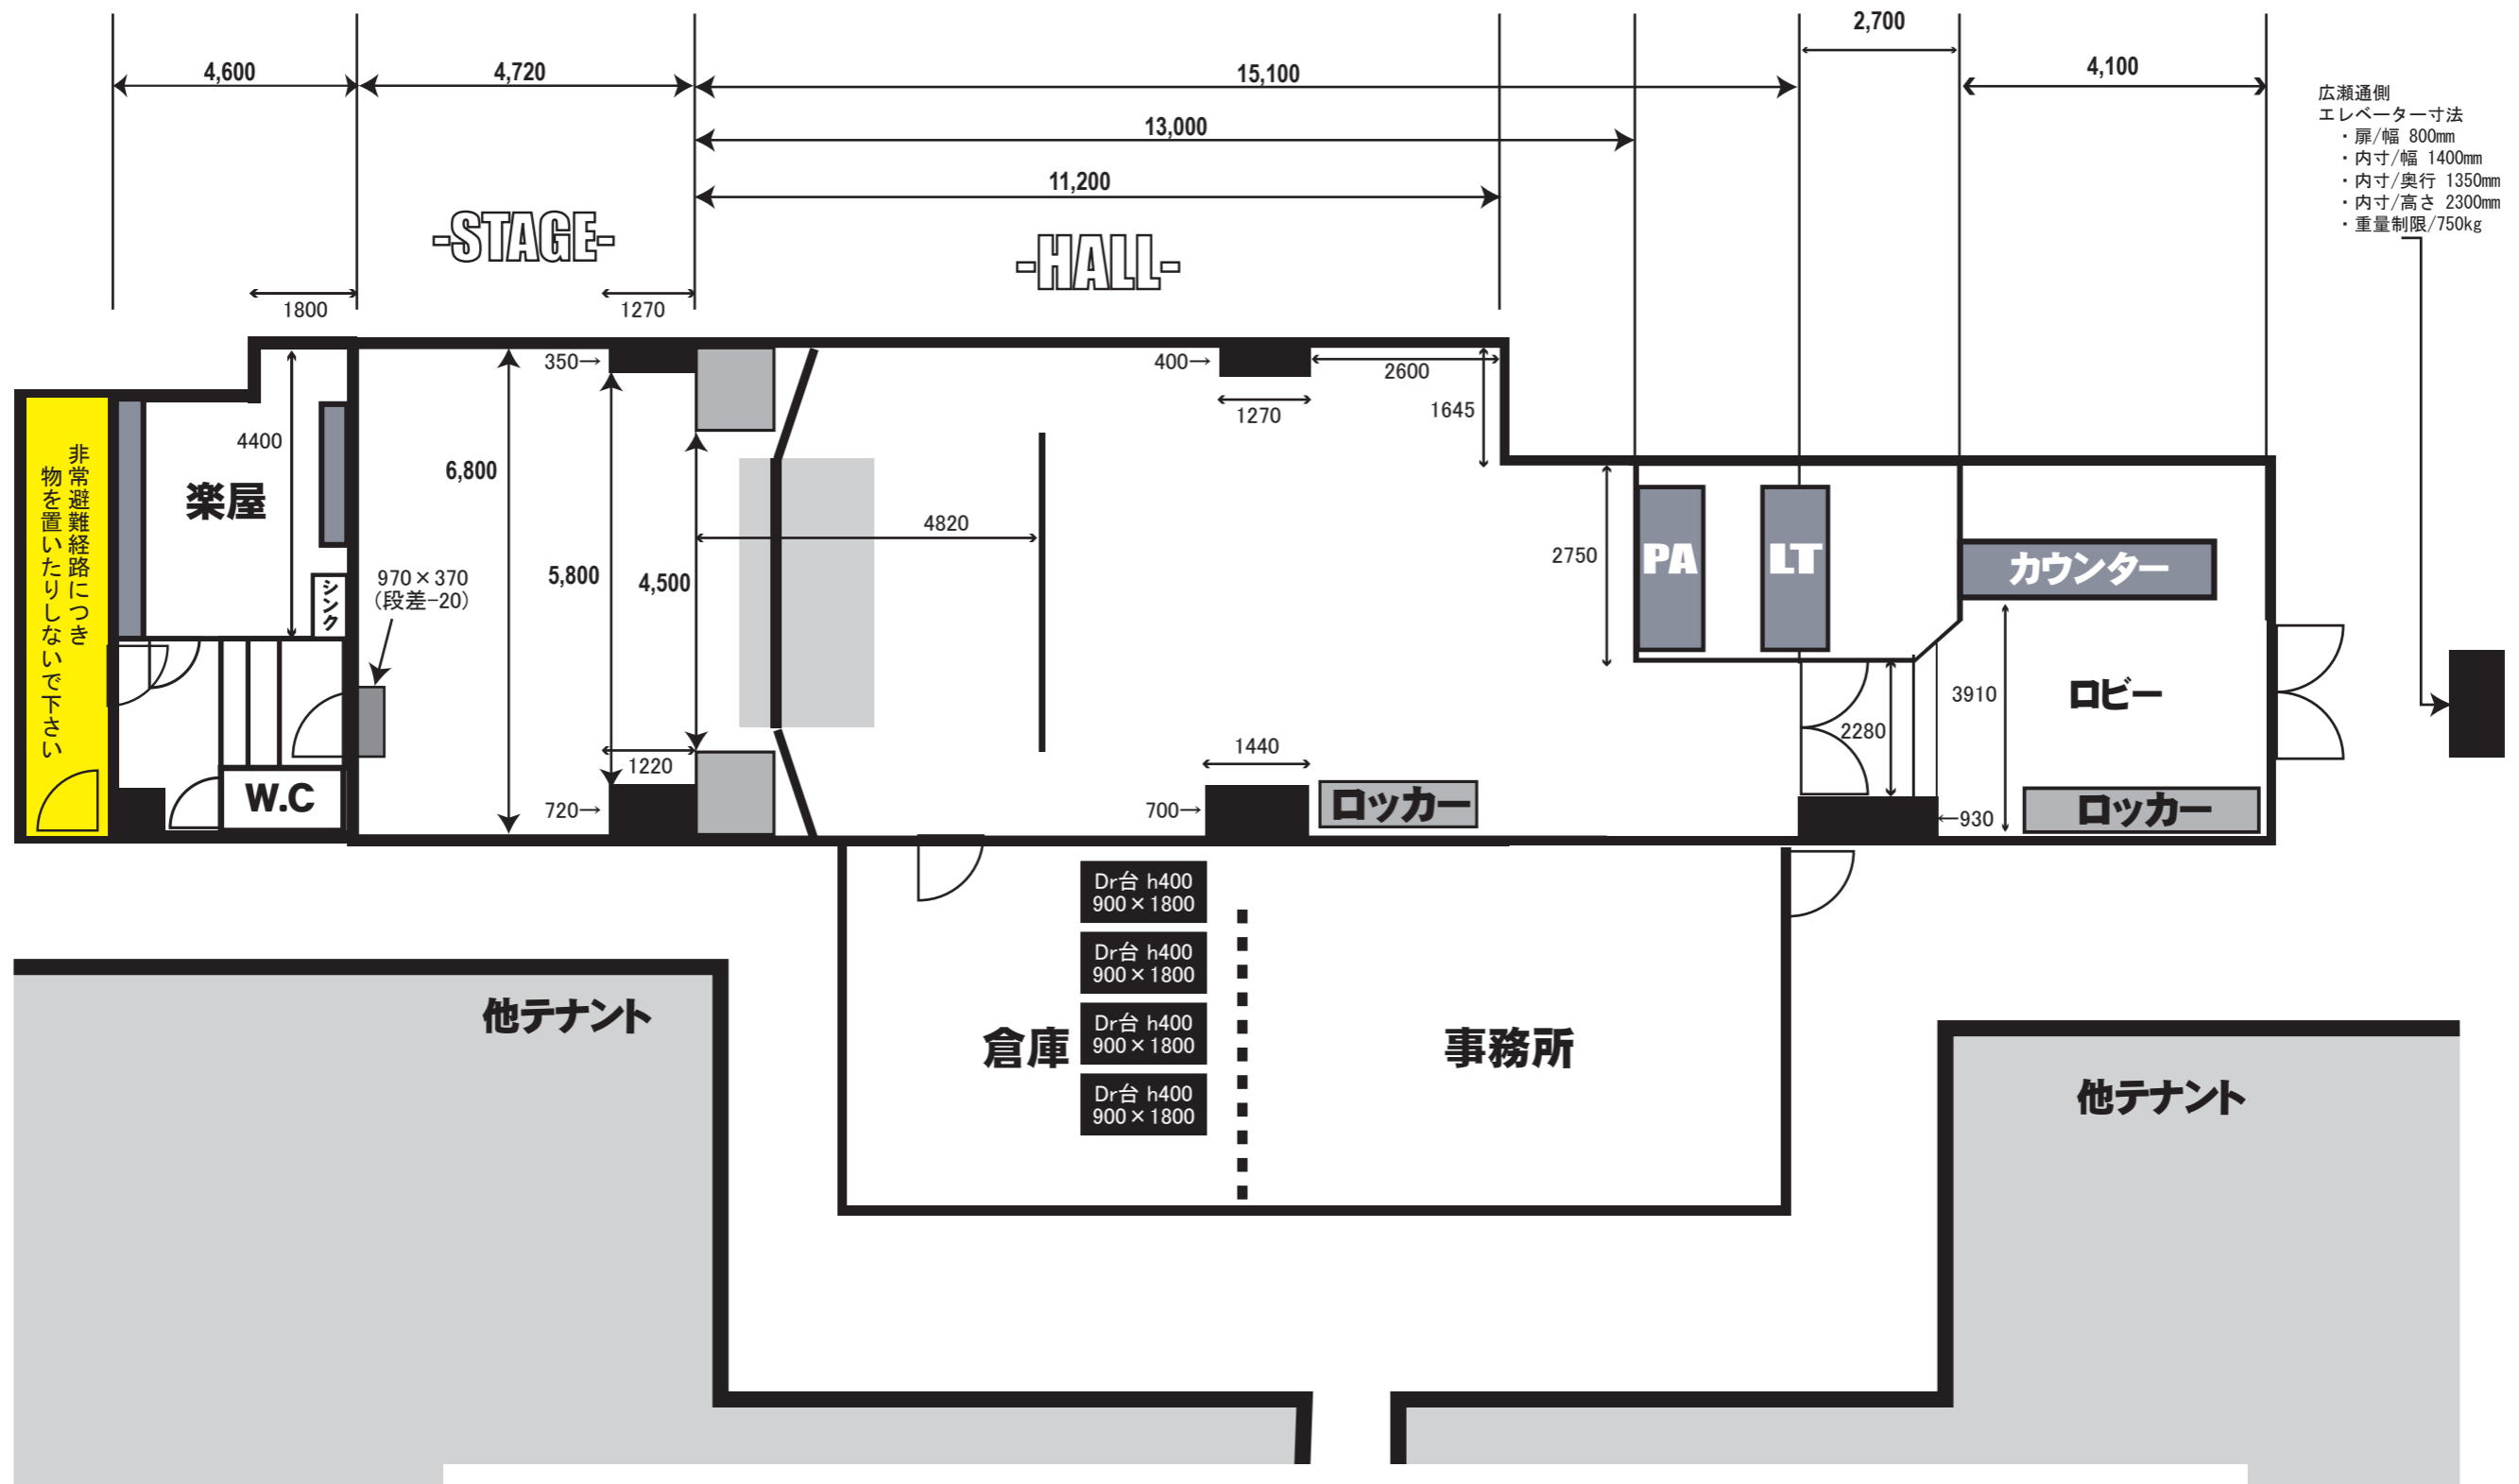 4,600
4,720
15,100
2,700
4,100
13,000
11,200
広瀬通側
エレベーター寸法
・扉/幅 800mm
・内寸/幅 1400mm
・内寸/奥行 1350mm
・内寸/高さ 2300mm
・重量制限/750kg
-STAGE-
-HALL-
1800
1270
350→
400→
2600
1270
1645
4400
6,800
楽屋
非常避難経路につき
物を置いたりしないで下さい
シンク
970×370
(段差-20)
5,800
4,500
4820
2750
PA
LT
カウンター
3910
ロビー
2280
1220
1440
720→
700→
ロッカー
←930
ロッカー
W.C
Dr台 h400
900×1800
Dr台 h400
900×1800
Dr台 h400
900×1800
Dr台 h400
900×1800
倉庫
事務所
他テナント
他テナント